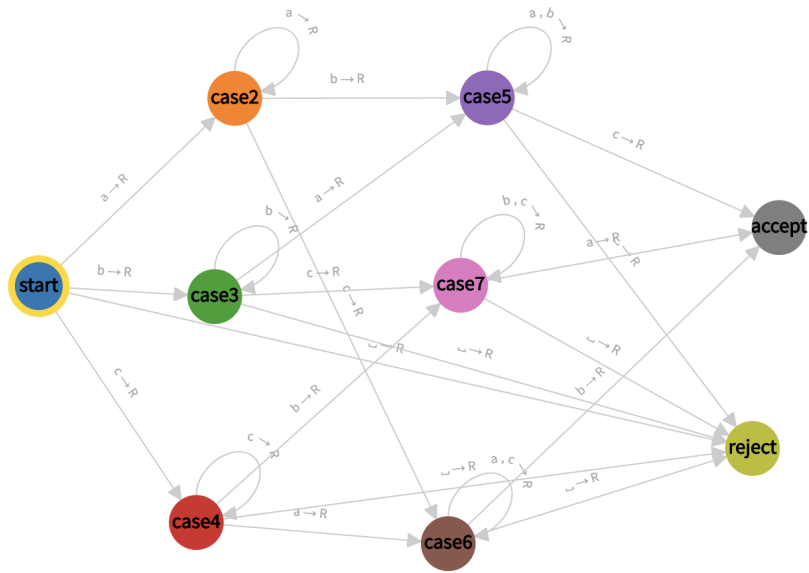 a→R
a,b→R
case2
b→R
case5
c→R
a→R
a→R
b→R
b,c→R
accept
a→R
␣→R
start
b→R
case3
c→R
case7
c→R
␣→R
␣→R
␣→R
c→R
b→R
b→R
c→R
a,c→R
reject
␣→R
␣→R
case4
a→R
case6